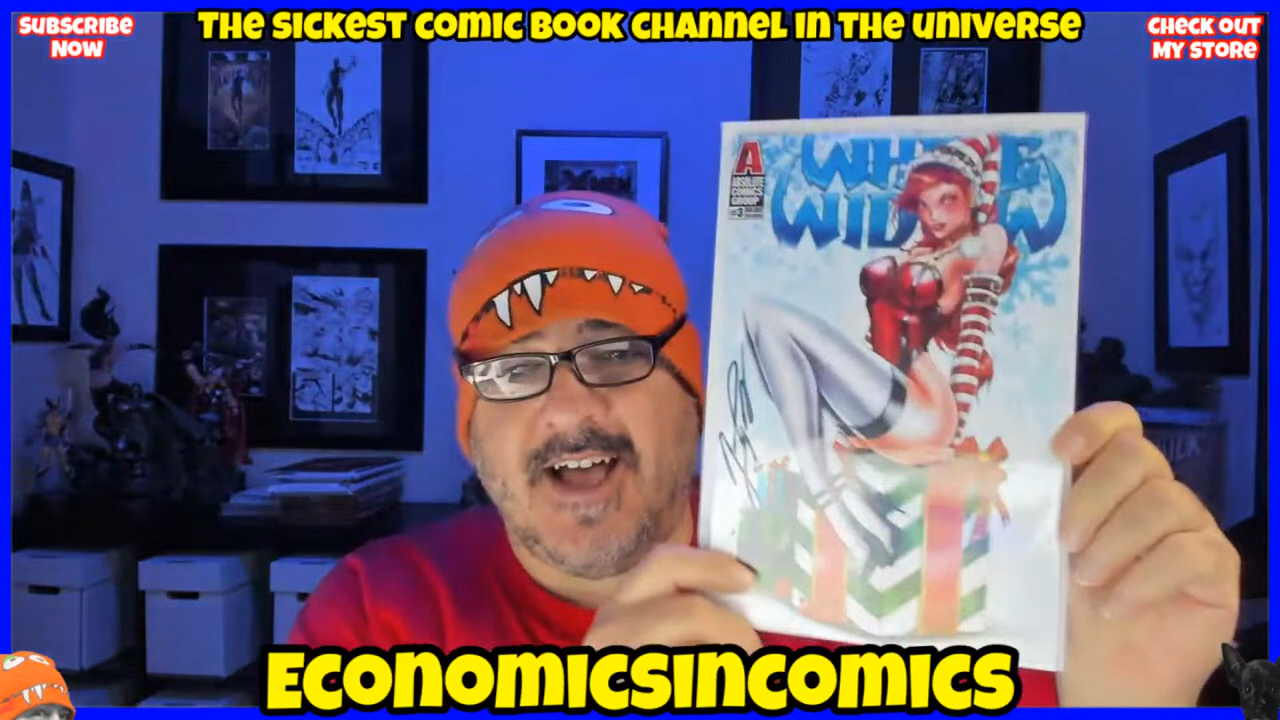 SUBSCRIBE
NOW
THE SICKEST COMIC BOOK CHANNEL IN THE UNIVERSE
CHECK OUT
MY STORE
A
ABSOLUTE
COMICS
GROUP
#3
WHITE
WIDOW
ECONOMICSINCOMICS